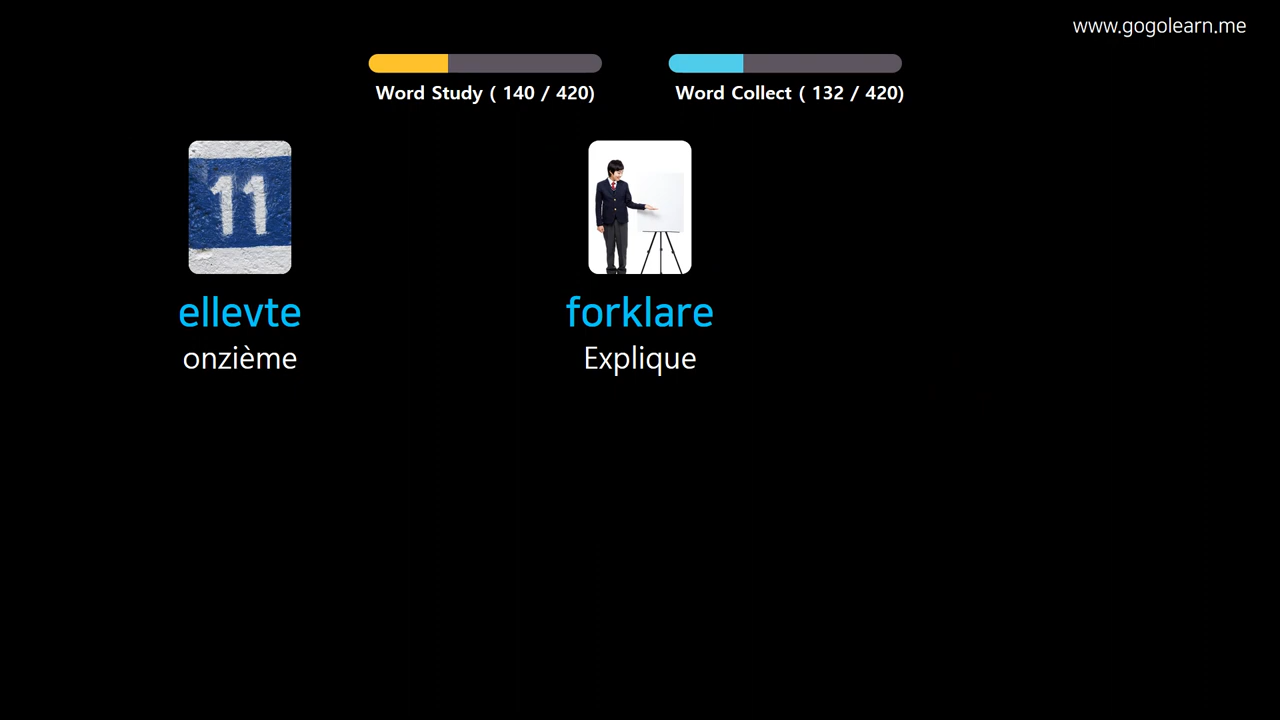 www.gogolearn.me
Word Study ( 140 / 420)
Word Collect ( 132 / 420)
11
ellevte
onzième
forklare
Explique